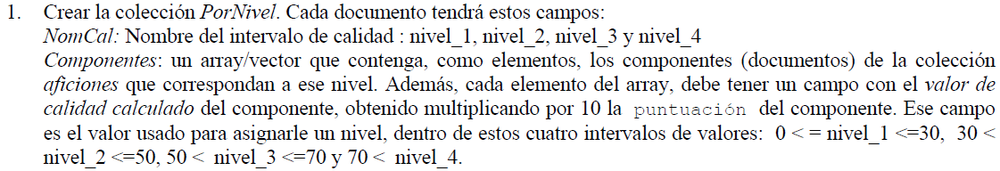 1. Crear la colección PorNivel. Cada documento tendrá estos campos:
NomCal: Nombre del intervalo de calidad : nivel_1, nivel_2, nivel_3 y nivel_4
Componentes: un array/vector que contenga, como elementos, los componentes (documentos) de la colección
aficiones que correspondan a ese nivel. Además, cada elemento del array, debe tener un campo con el valor de
calidad calculado del componente, obtenido multiplicando por 10 la puntuación del componente. Ese campo
es el valor usado para asignarle un nivel, dentro de estos cuatro intervalos de valores: 0 < = nivel_1 <=30, 30 <
nivel_2 <=50, 50 < nivel_3 <=70 y 70 < nivel_4.